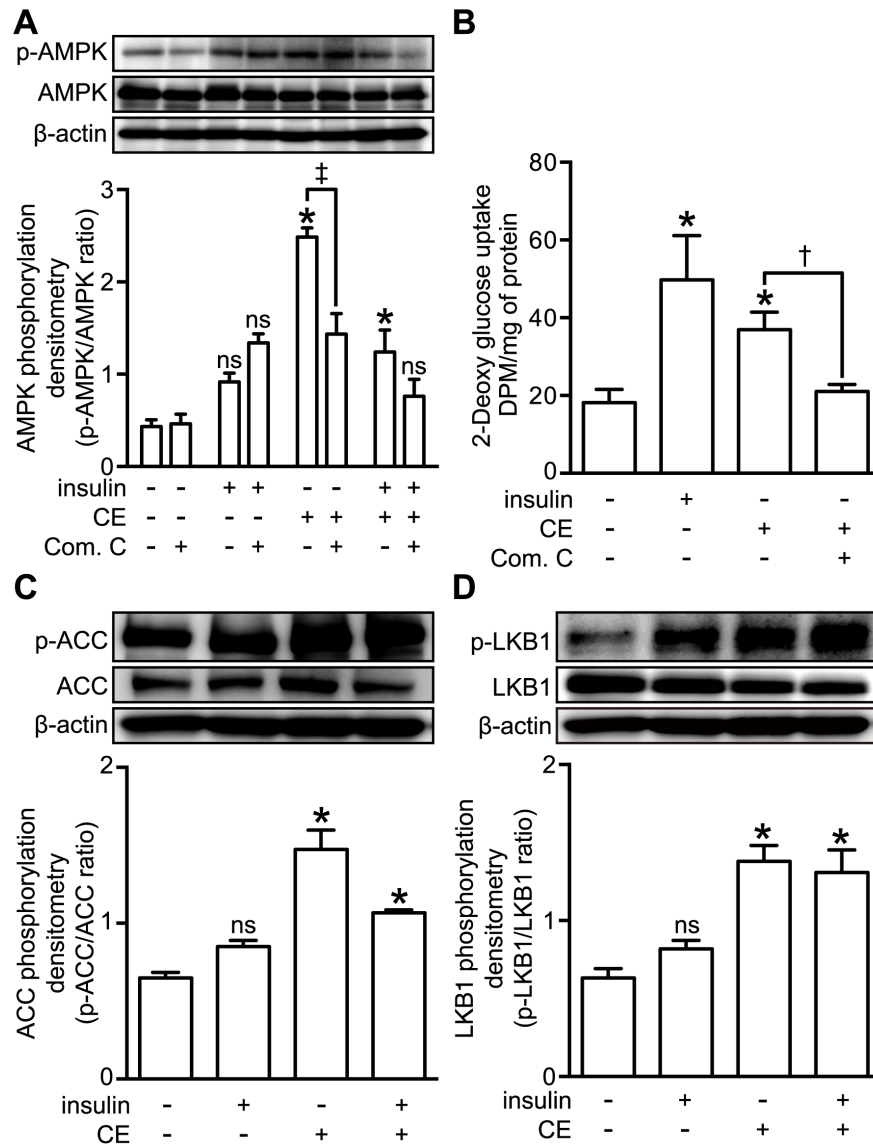 A
p-AMPK
AMPK
β-actin
AMPK phosphorylation
densitometry
(p-AMPK/AMPK ratio)
3
2
1
0
ns
ns
*
‡
*
ns
insulin - - + + - - + +
CE - - - - + + + +
Com. C - + - + - + - +
B
2-Deoxy glucose uptake
DPM/mg of protein
80
60
40
20
0
*
*
†
insulin - + - -
CE - - + +
Com. C - - - +
C
p-ACC
ACC
β-actin
ACC phosphorylation
densitometry
(p-ACC/ACC ratio)
2
1
0
ns
*
*
insulin - + - +
CE - - + +
D
p-LKB1
LKB1
β-actin
LKB1 phosphorylation
densitometry
(p-LKB1/LKB1 ratio)
2
1
0
ns
*
*
insulin - + - +
CE - - + +